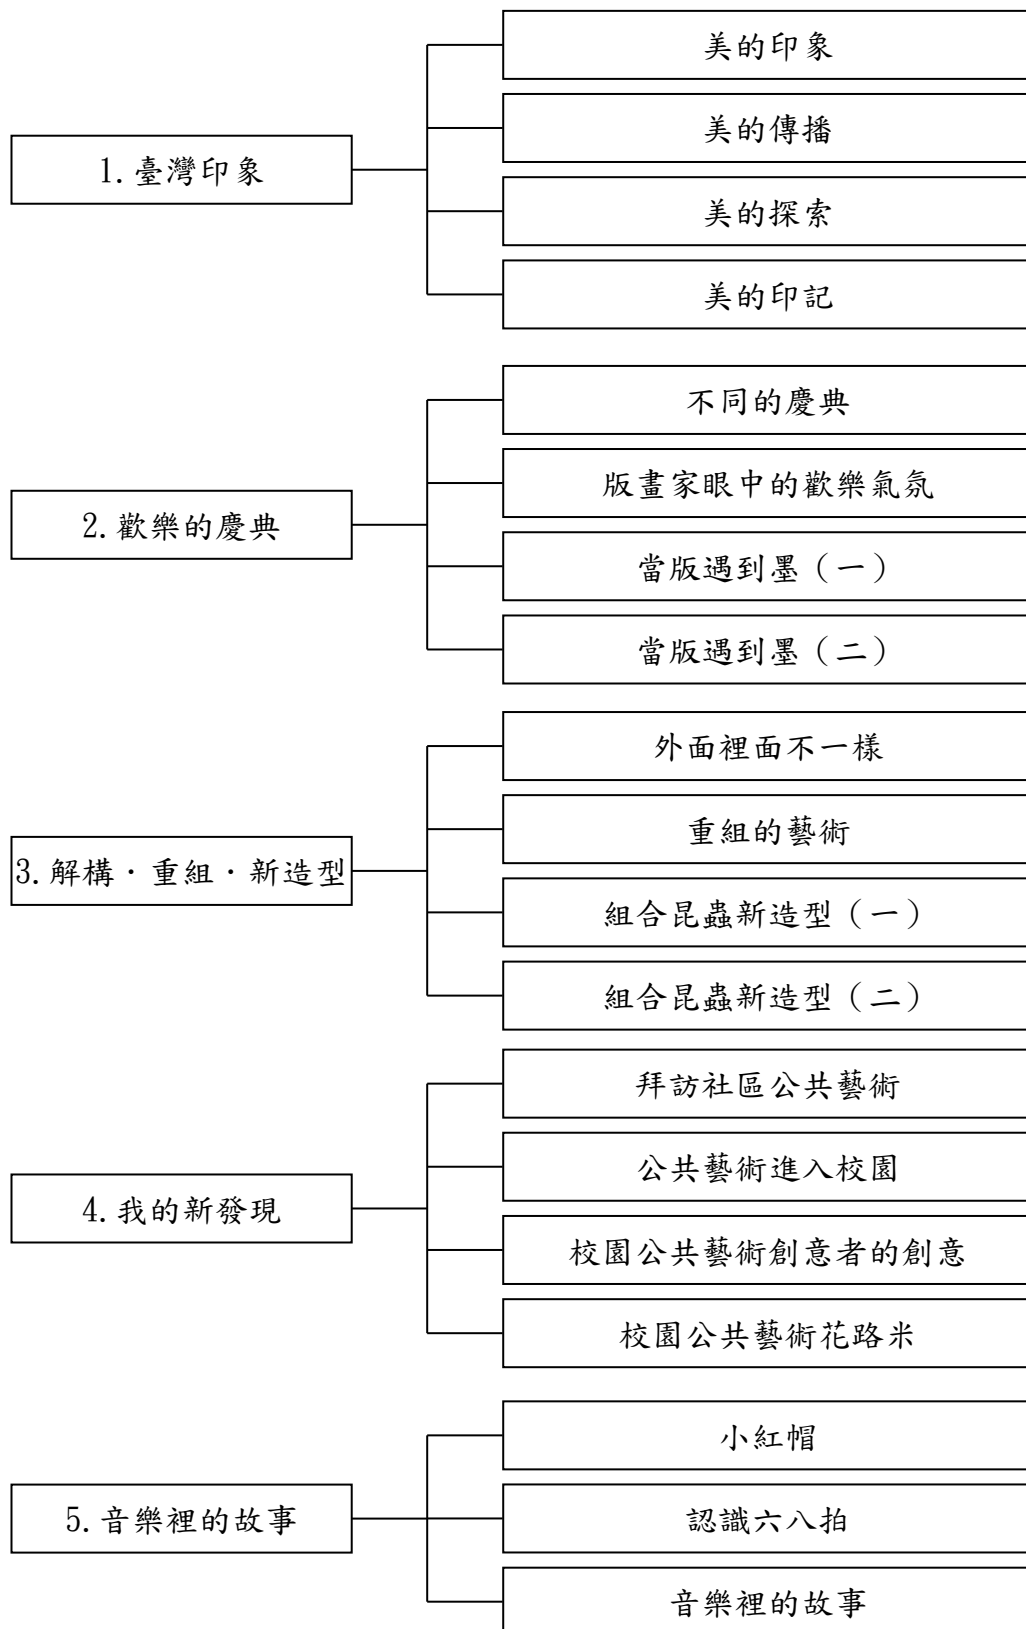 1.臺灣印象
美的印象
美的傳播
美的探索
美的印記
2.歡樂的慶典
不同的慶典
版畫家眼中的歡樂氣氛
當版遇到墨（一）
當版遇到墨（二）
3.解構．重組．新造型
外面裡面不一樣
重組的藝術
組合昆蟲新造型（一）
組合昆蟲新造型（二）
4.我的新發現
拜訪社區公共藝術
公共藝術進入校園
校園公共藝術創意者的創意
校園公共藝術花路米
5.音樂裡的故事
小紅帽
認識六八拍
音樂裡的故事